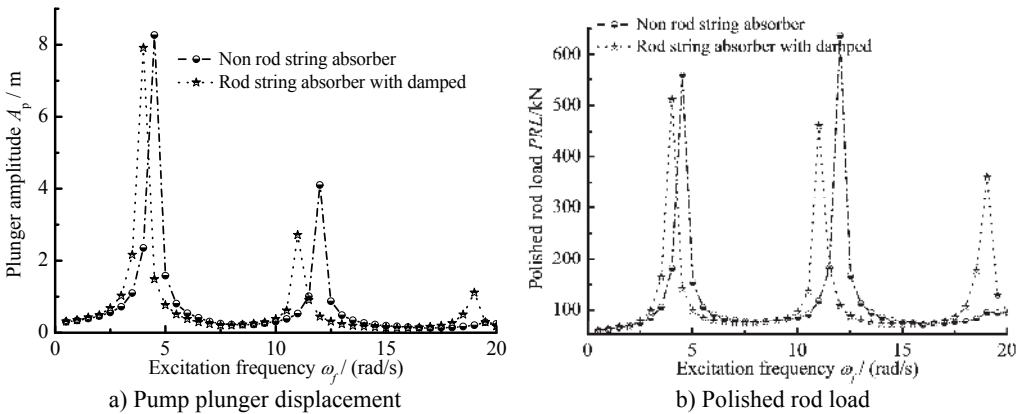 8
6
4
2
0
Plunger amplitude Aₚ / m
Non rod string absorber
Rod string absorber with damped
0
5
10
15
20
Excitation frequency ω_f / (rad/s)
a) Pump plunger displacement
600
500
400
300
200
100
Polished rod load PRL/kN
Non rod string absorber
Rod string absorber with damped
0
5
10
15
20
Excitation frequency ω_f / (rad/s)
b) Polished rod load